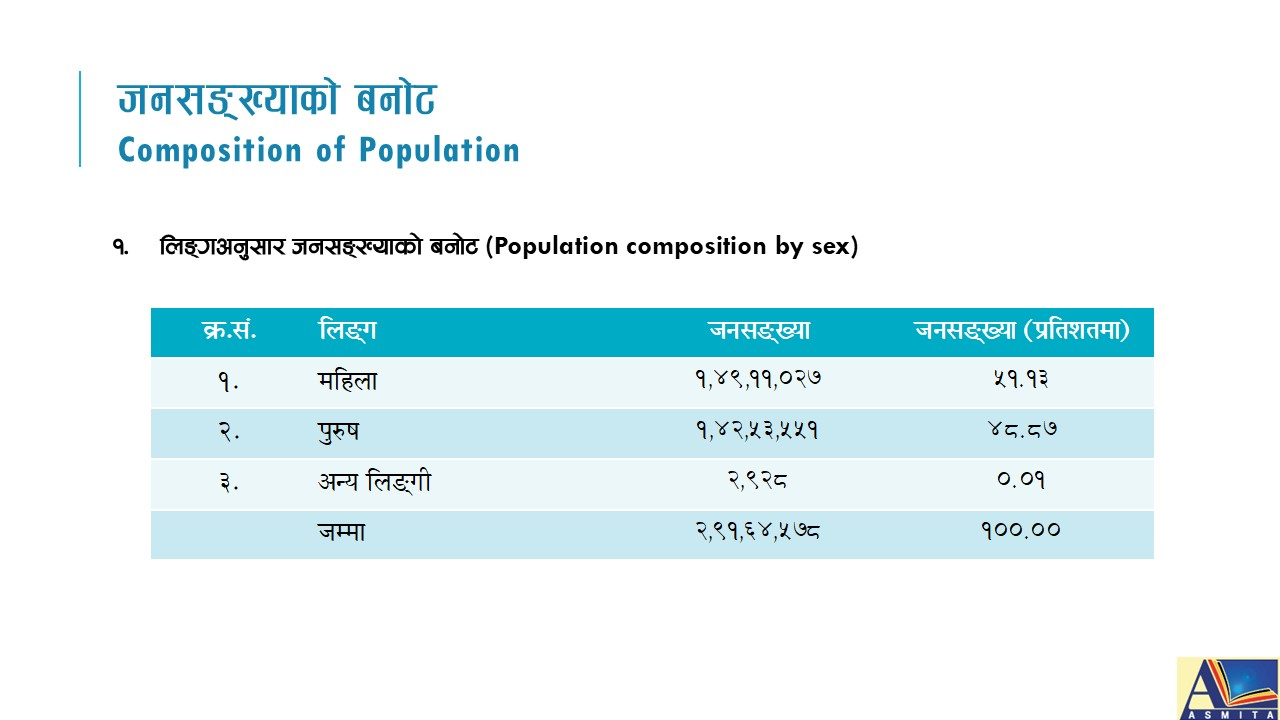 जनसङ्ख्याको बनोट
Composition of Population
१. लिङ्गअनुसार जनसङ्ख्याको बनोट (Population composition by sex)
क्र.सं. लिङ्ग जनसङ्ख्या जनसङ्ख्या (प्रतिशतमा)
१. महिला १,४९,११,०२७ ५१.१३
२. पुरुष १,४२,५३,५५१ ४८.८७
३. अन्य लिङ्गी २,९२८ ०.०१
जम्मा २,९१,६४,५७८ १००.००
ASMITA